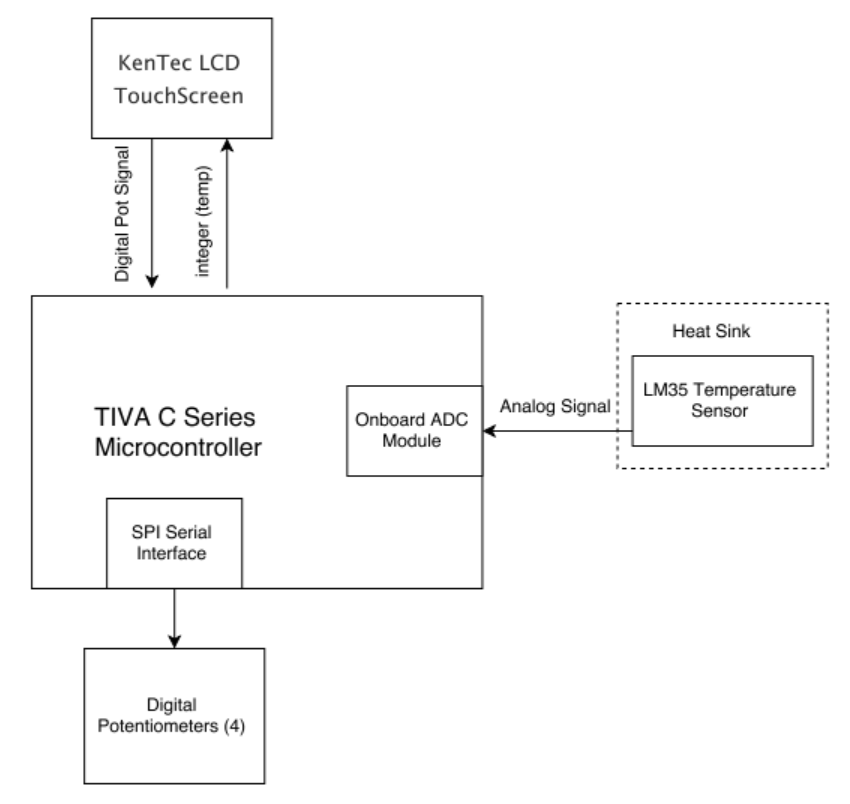 KenTec LCD
TouchScreen
Digital Pot Signal
integer (temp)
Heat Sink
LM35 Temperature
Sensor
Analog Signal
Onboard ADC
Module
TIVA C Series
Microcontroller
SPI Serial
Interface
Digital
Potentiometers (4)